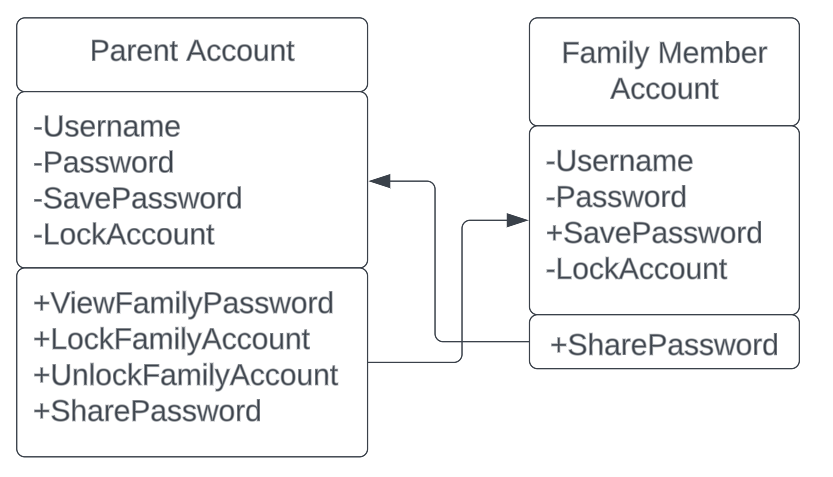 Parent Account
-Username
-Password
-SavePassword
-LockAccount
+ViewFamilyPassword
+LockFamilyAccount
+UnlockFamilyAccount
+SharePassword
Family Member
Account
-Username
-Password
+SavePassword
-LockAccount
+SharePassword